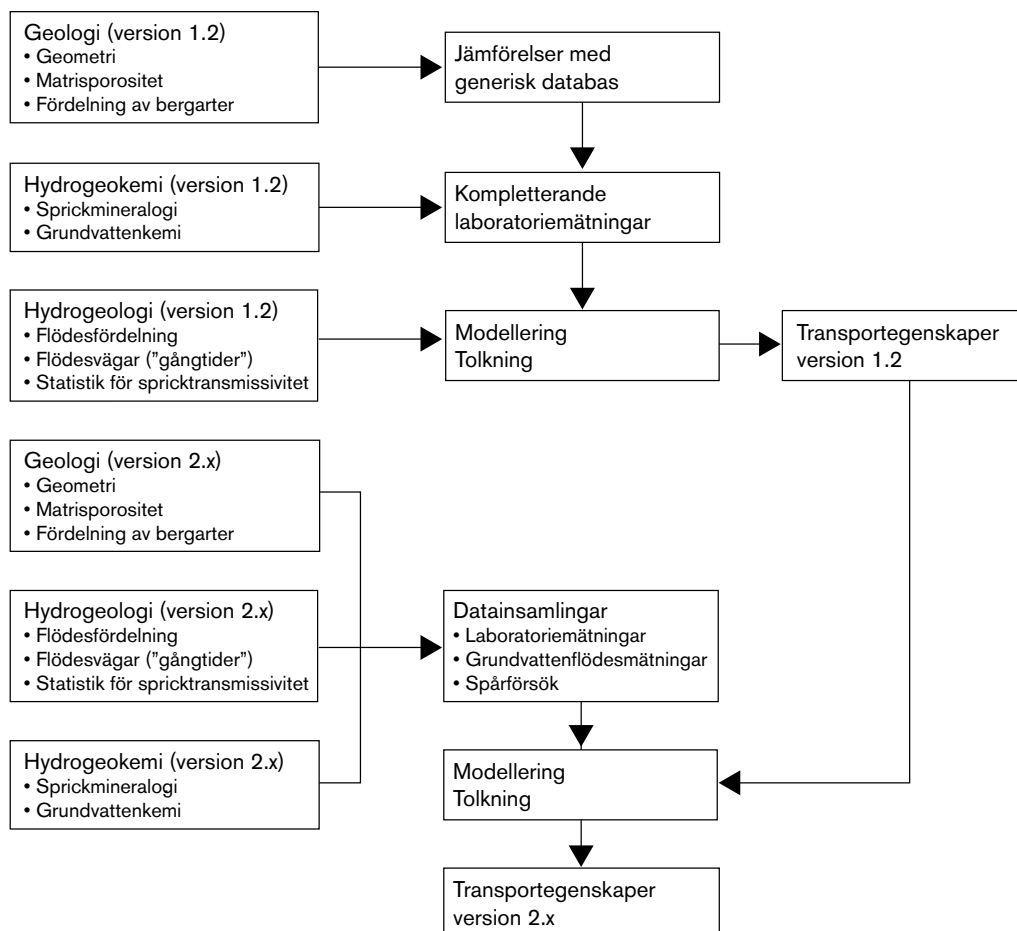 Geologi (version 1.2)
• Geometri
• Matrisporositet
• Fördelning av bergarter
Jämförelser med
generisk databas
Hydrogeokemi (version 1.2)
• Sprickmineralogi
• Grundvattenkemi
Kompletterande
laboratoriemätningar
Hydrogeologi (version 1.2)
• Flödesfördelning
• Flödesvägar (”gångtider”)
• Statistik för spricktransmissivitet
Modellering
Tolkning
Transportegenskaper
version 1.2
Geologi (version 2.x)
• Geometri
• Matrisporositet
• Fördelning av bergarter
Hydrogeologi (version 2.x)
• Flödesfördelning
• Flödesvägar (”gångtider”)
• Statistik för spricktransmissivitet
Datainsamlingar
• Laboratoriemätningar
• Grundvattenflödesmätningar
• Spårförsök
Hydrogeokemi (version 2.x)
• Sprickmineralogi
• Grundvattenkemi
Modellering
Tolkning
Transportegenskaper
version 2.x